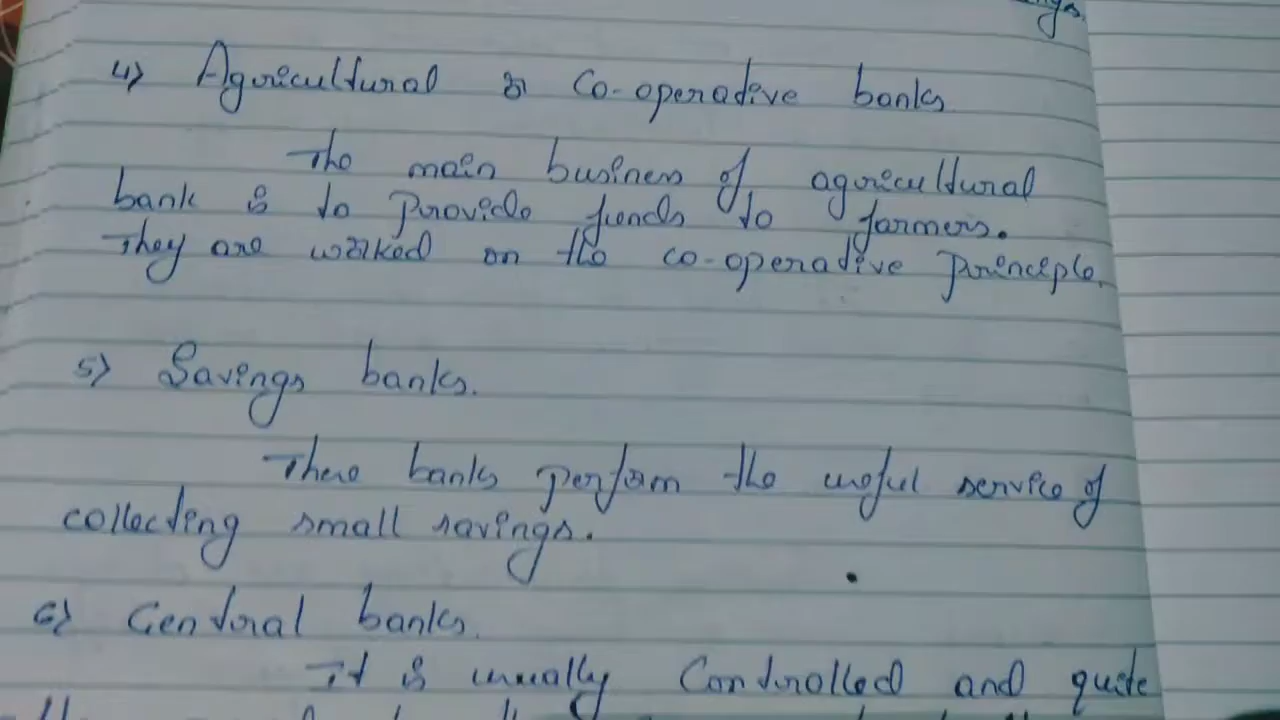 4) Agricultural or Co-operative banks
The main business of agricultural
bank is to provide funds to farmers.
They are worked on the co-operative principle.
5) Savings banks.
These banks perform the useful service of
collecting small savings.
6) Central banks.
It is usually Controlled and quite